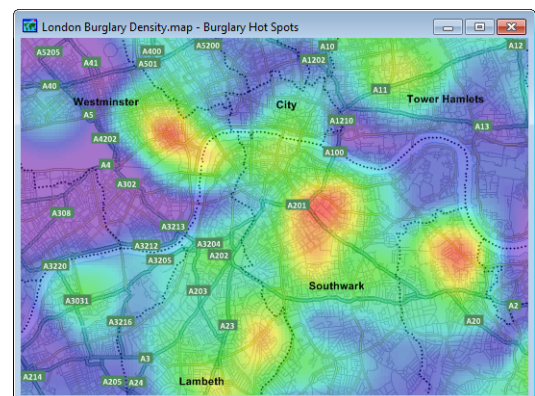 London Burglary Density.map - Burglary Hot Spots
A5205
A400
A5200
A10
A12
A41
A501
A1202
A40
A11
Westminster
City
Tower Hamlets
A5
A1210
A13
A4202
A100
A4
A302
A308
A201
A3213
A3212
A3204
A3220
A3205
A202
Southwark
A3031
A203
A2
A3216
A23
A20
A3
A214
A205
A24
Lambeth